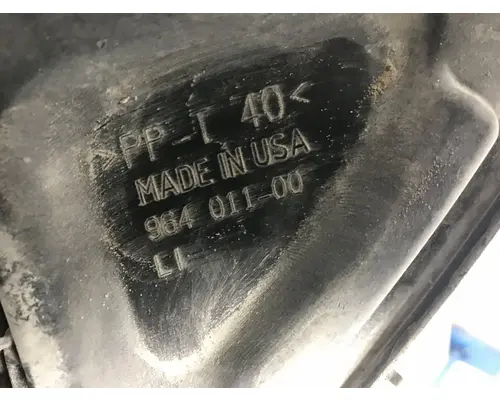 >PP-T 40<
MADE IN USA
964 011-00
LI